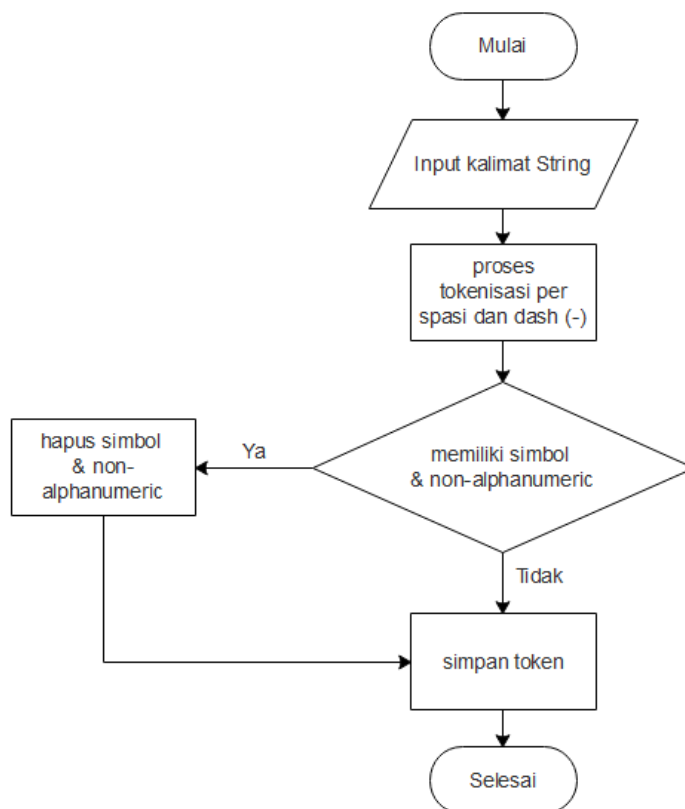 Mulai
Input kalimat String
proses
tokenisasi per
spasi dan dash (-)
memiliki simbol
& non-alphanumeric
Ya
hapus simbol
& non-
alphanumeric
Tidak
simpan token
Selesai